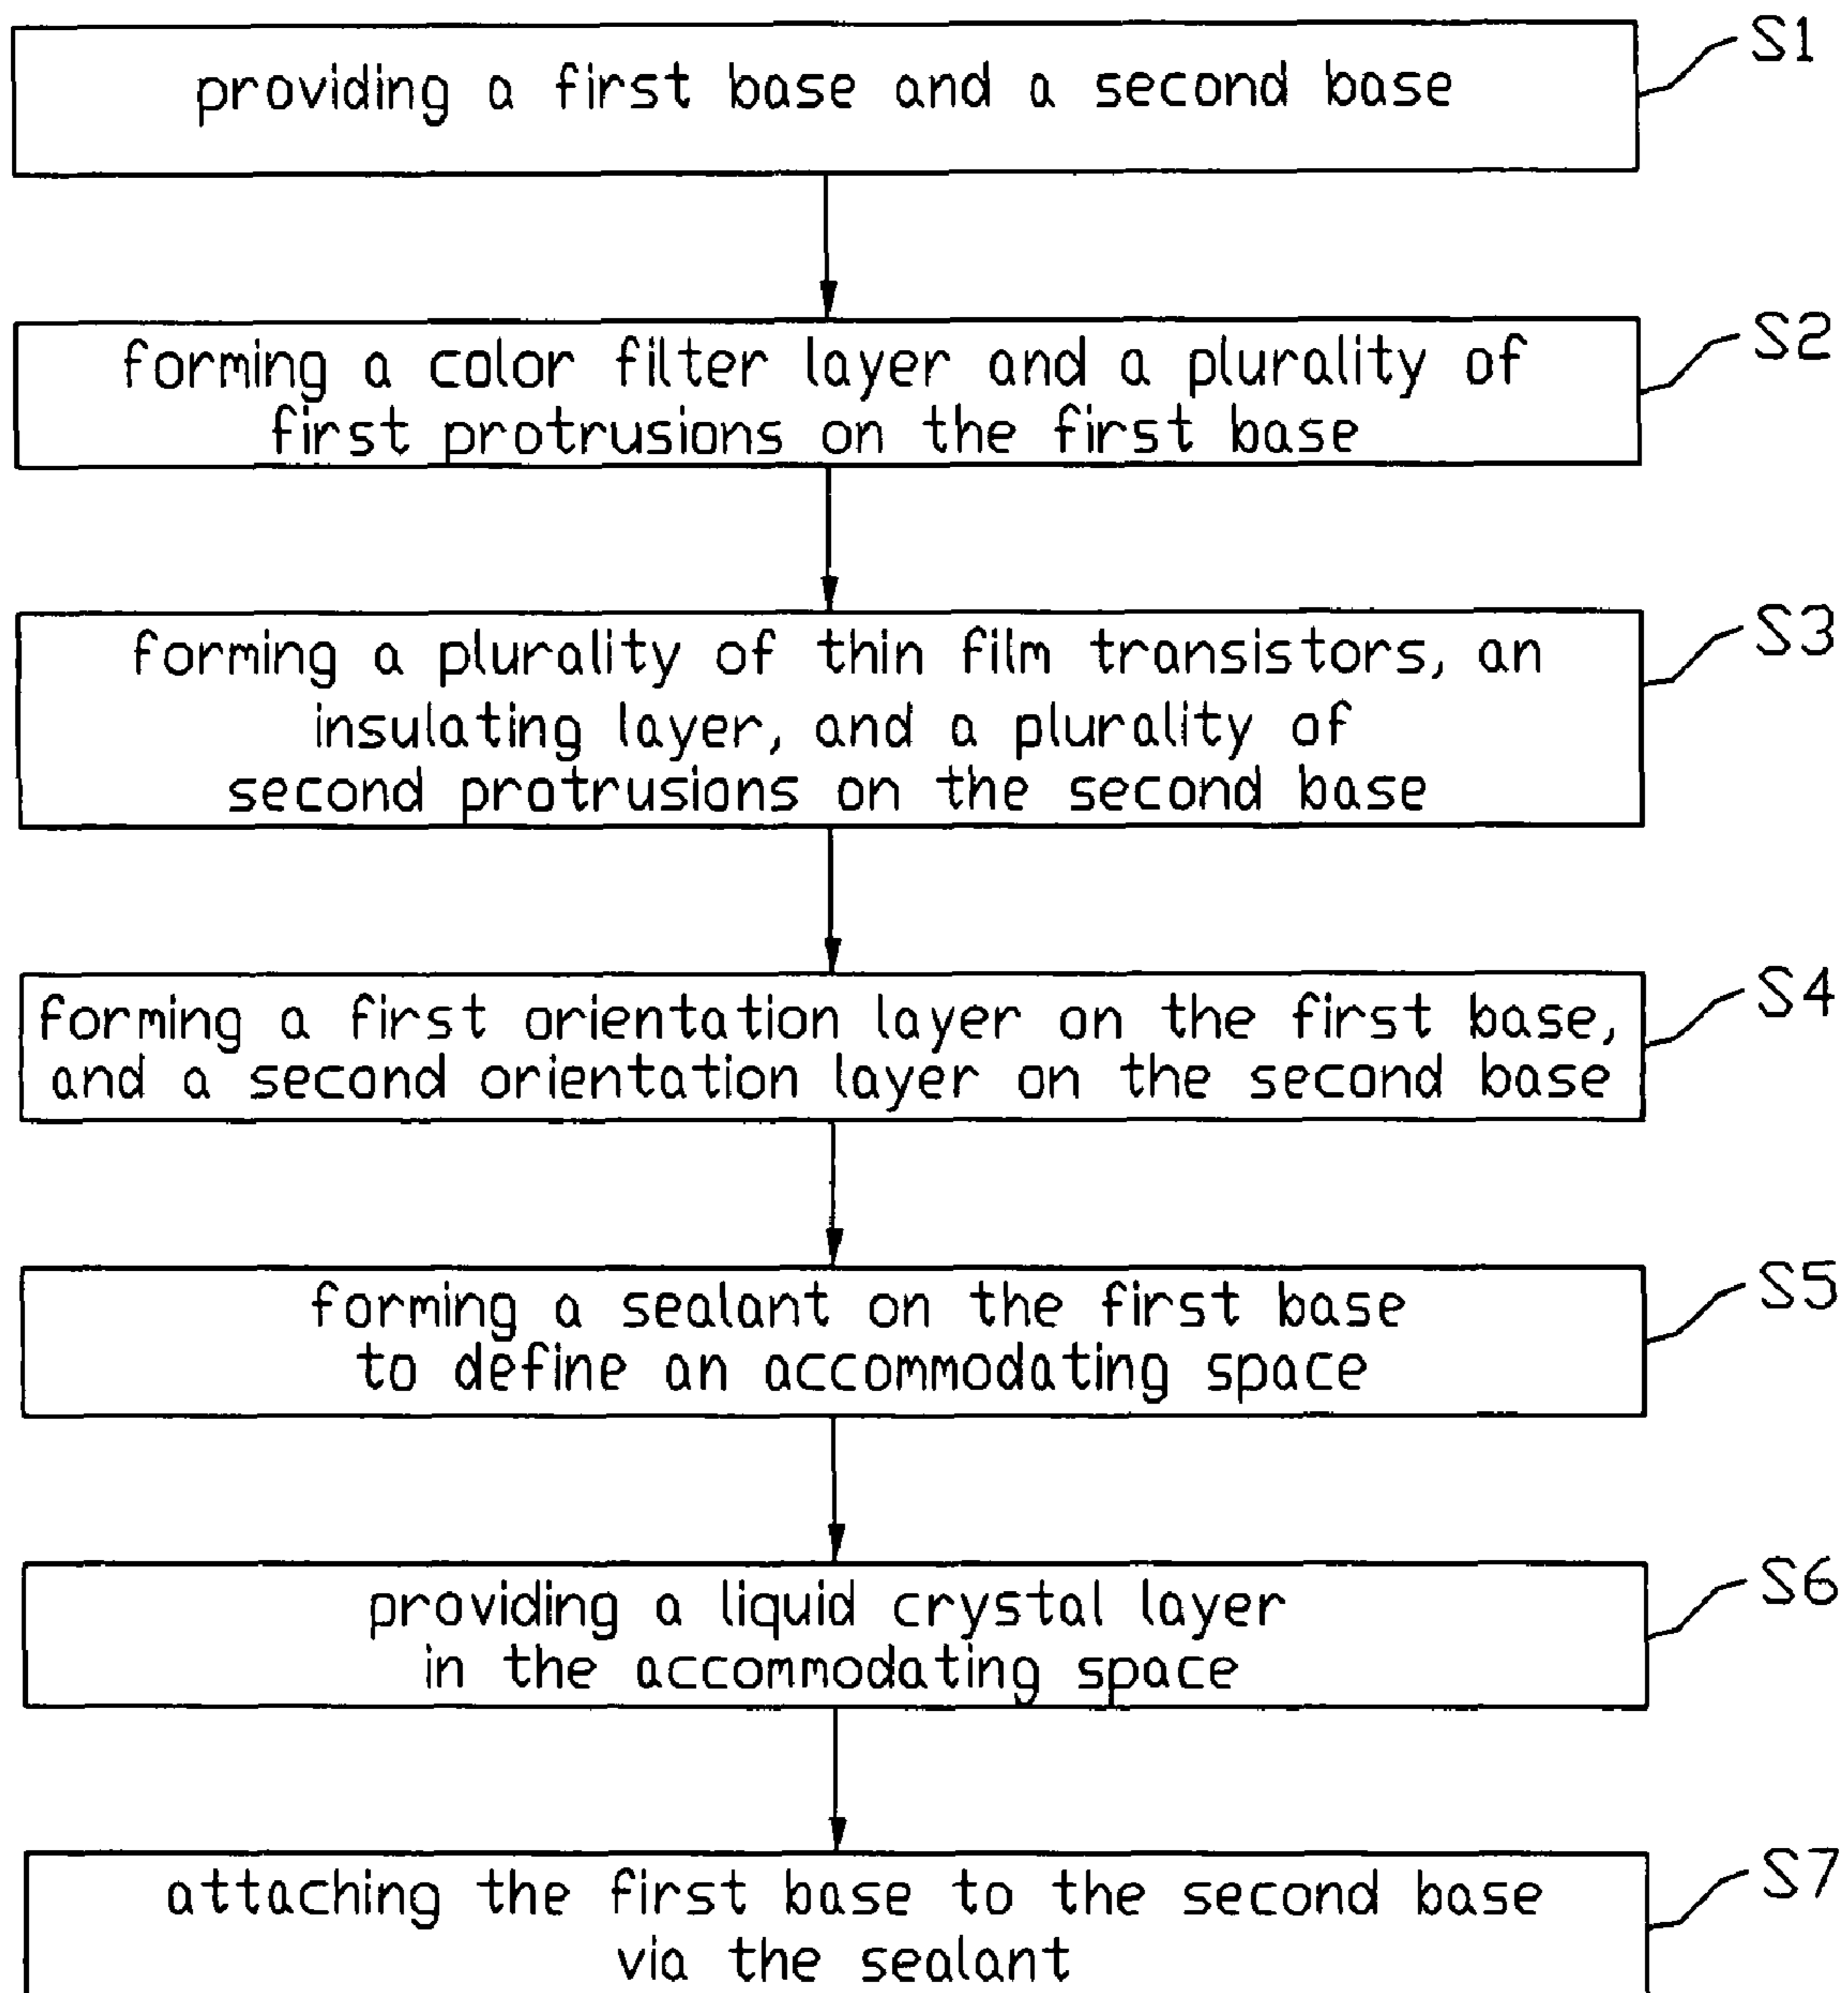 providing a first base and a second base
S1
forming a color filter layer and a plurality of
first protrusions on the first base
S2
forming a plurality of thin film transistors, an
insulating layer, and a plurality of
second protrusions on the second base
S3
forming a first orientation layer on the first base,
and a second orientation layer on the second base
S4
forming a sealant on the first base
to define an accommodating space
S5
providing a liquid crystal layer
in the accommodating space
S6
attaching the first base to the second base
via the sealant
S7